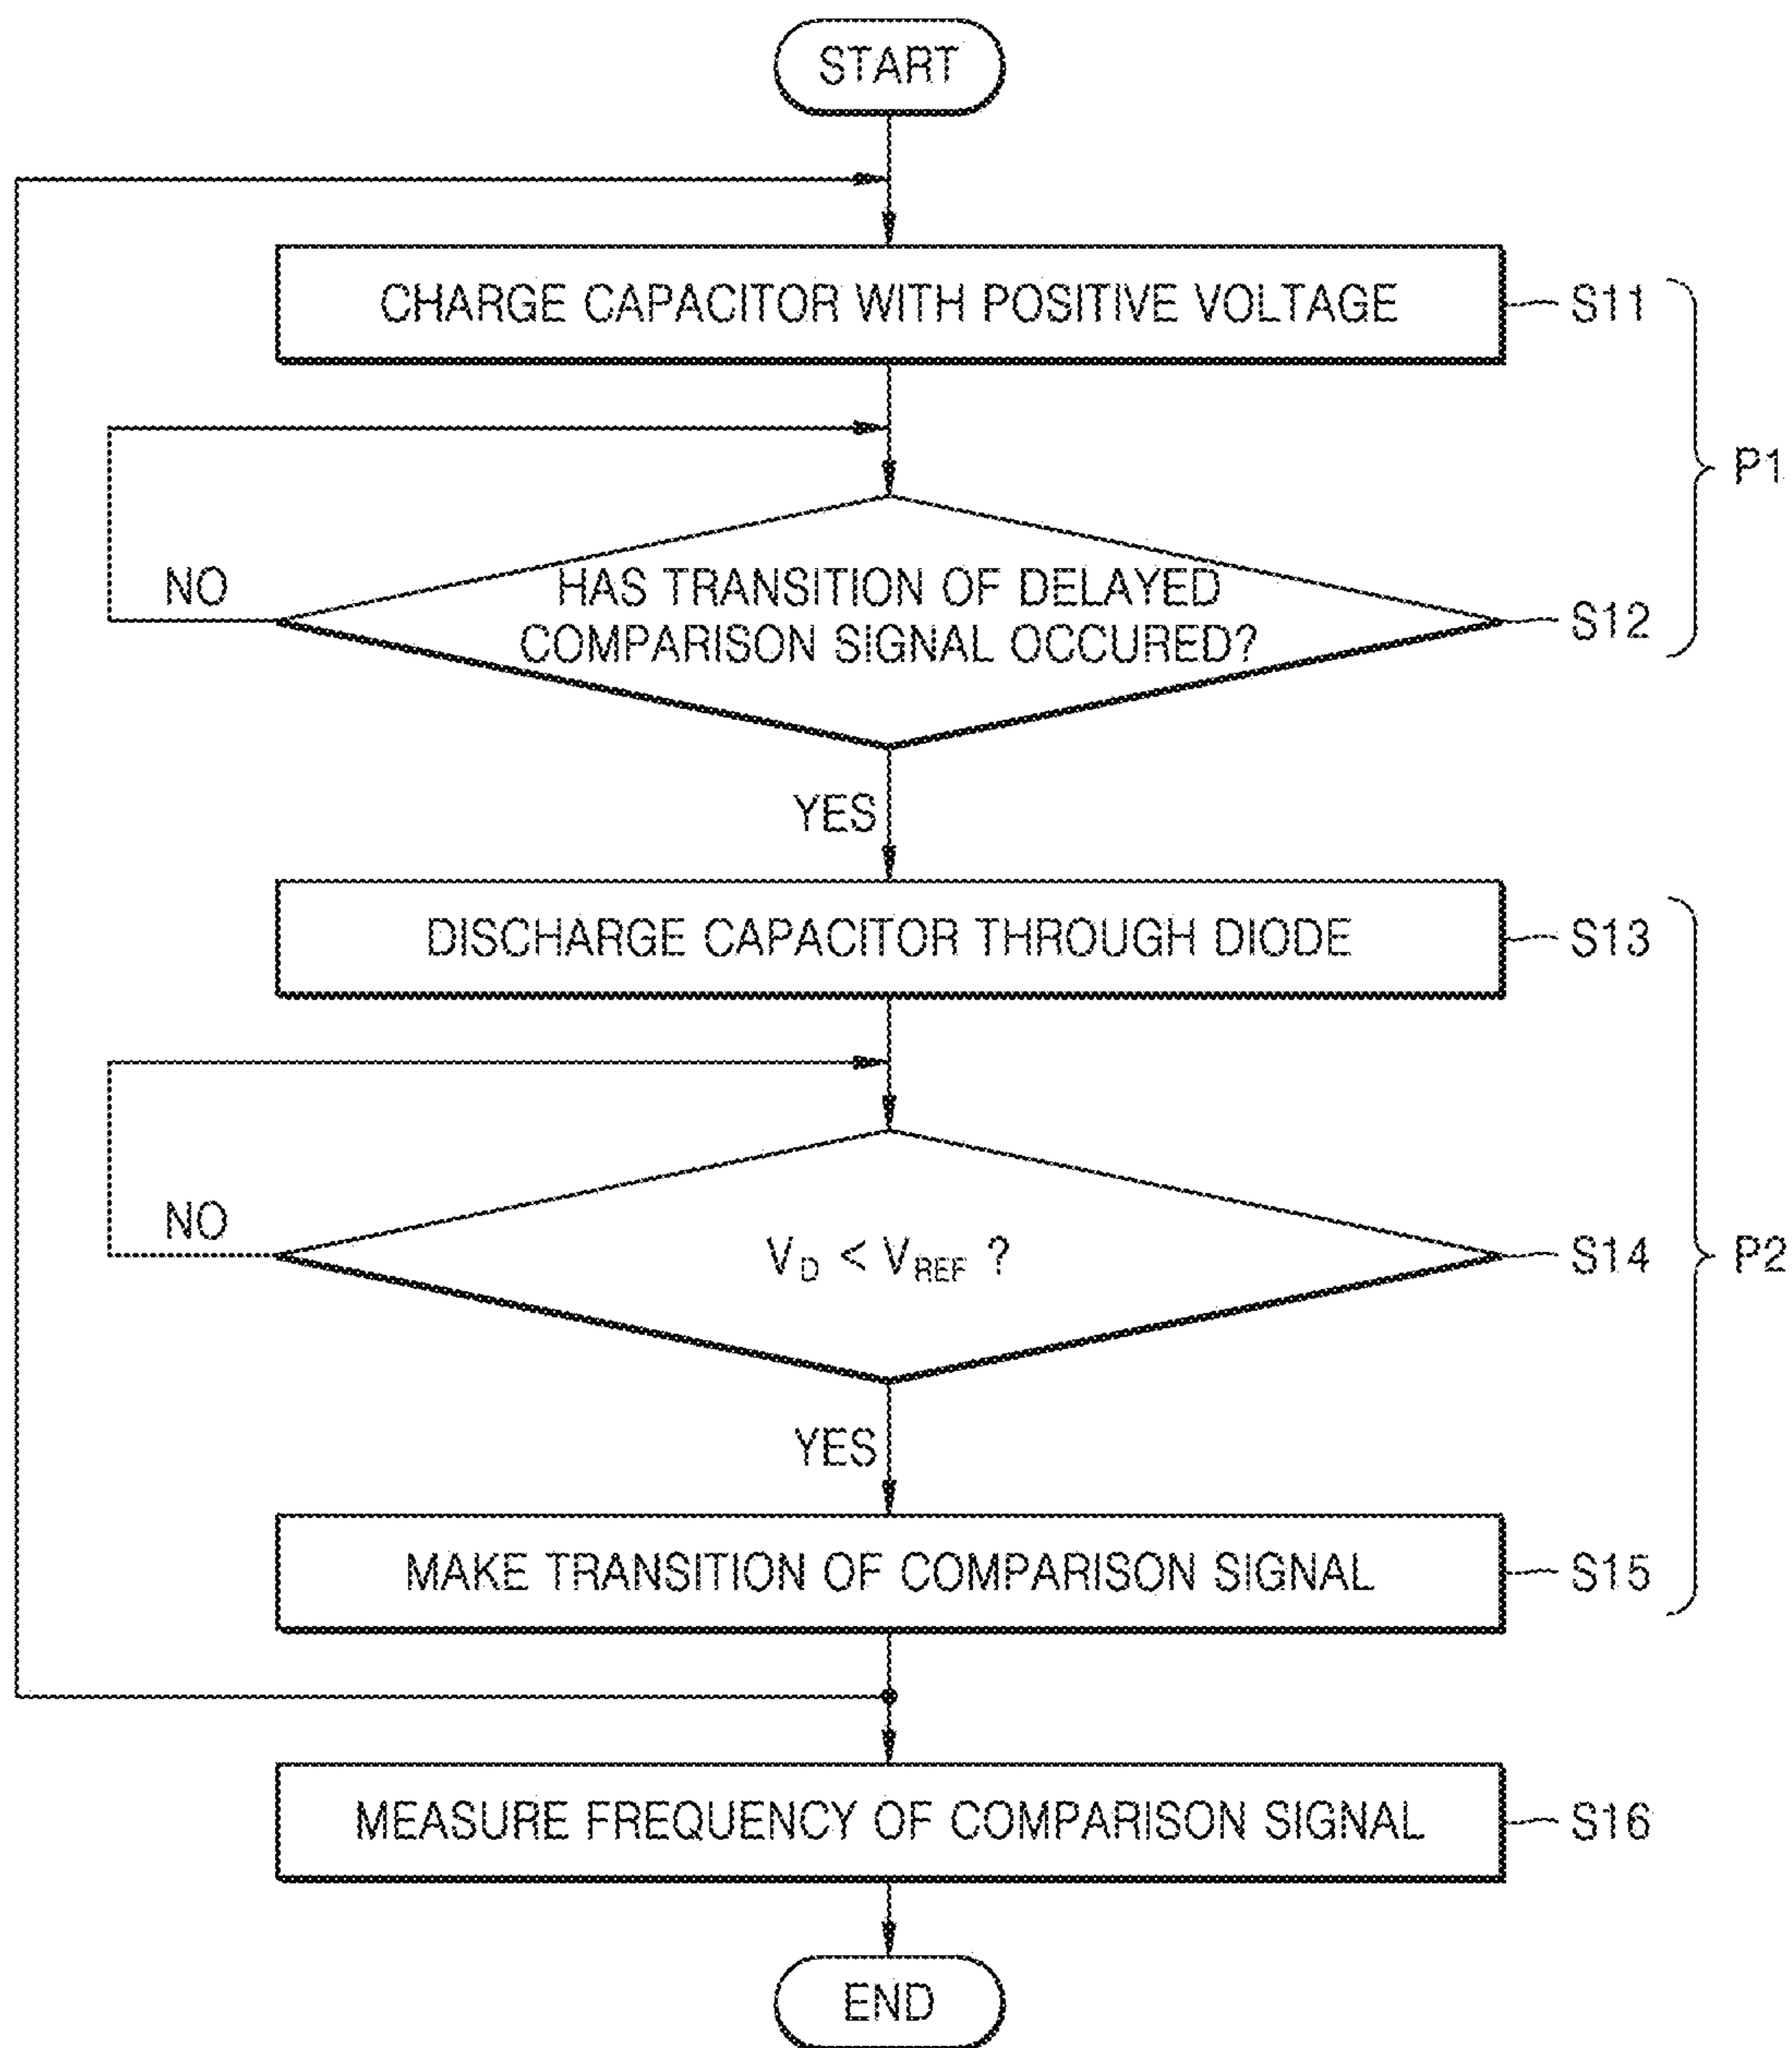 START
CHARGE CAPACITOR WITH POSITIVE VOLTAGE
S11
P1
NO
HAS TRANSITION OF DELAYED
COMPARISON SIGNAL OCCURED?
S12
YES
DISCHARGE CAPACITOR THROUGH DIODE
S13
NO
VD < VREF ?
S14
P2
YES
MAKE TRANSITION OF COMPARISON SIGNAL
S15
MEASURE FREQUENCY OF COMPARISON SIGNAL
S16
END